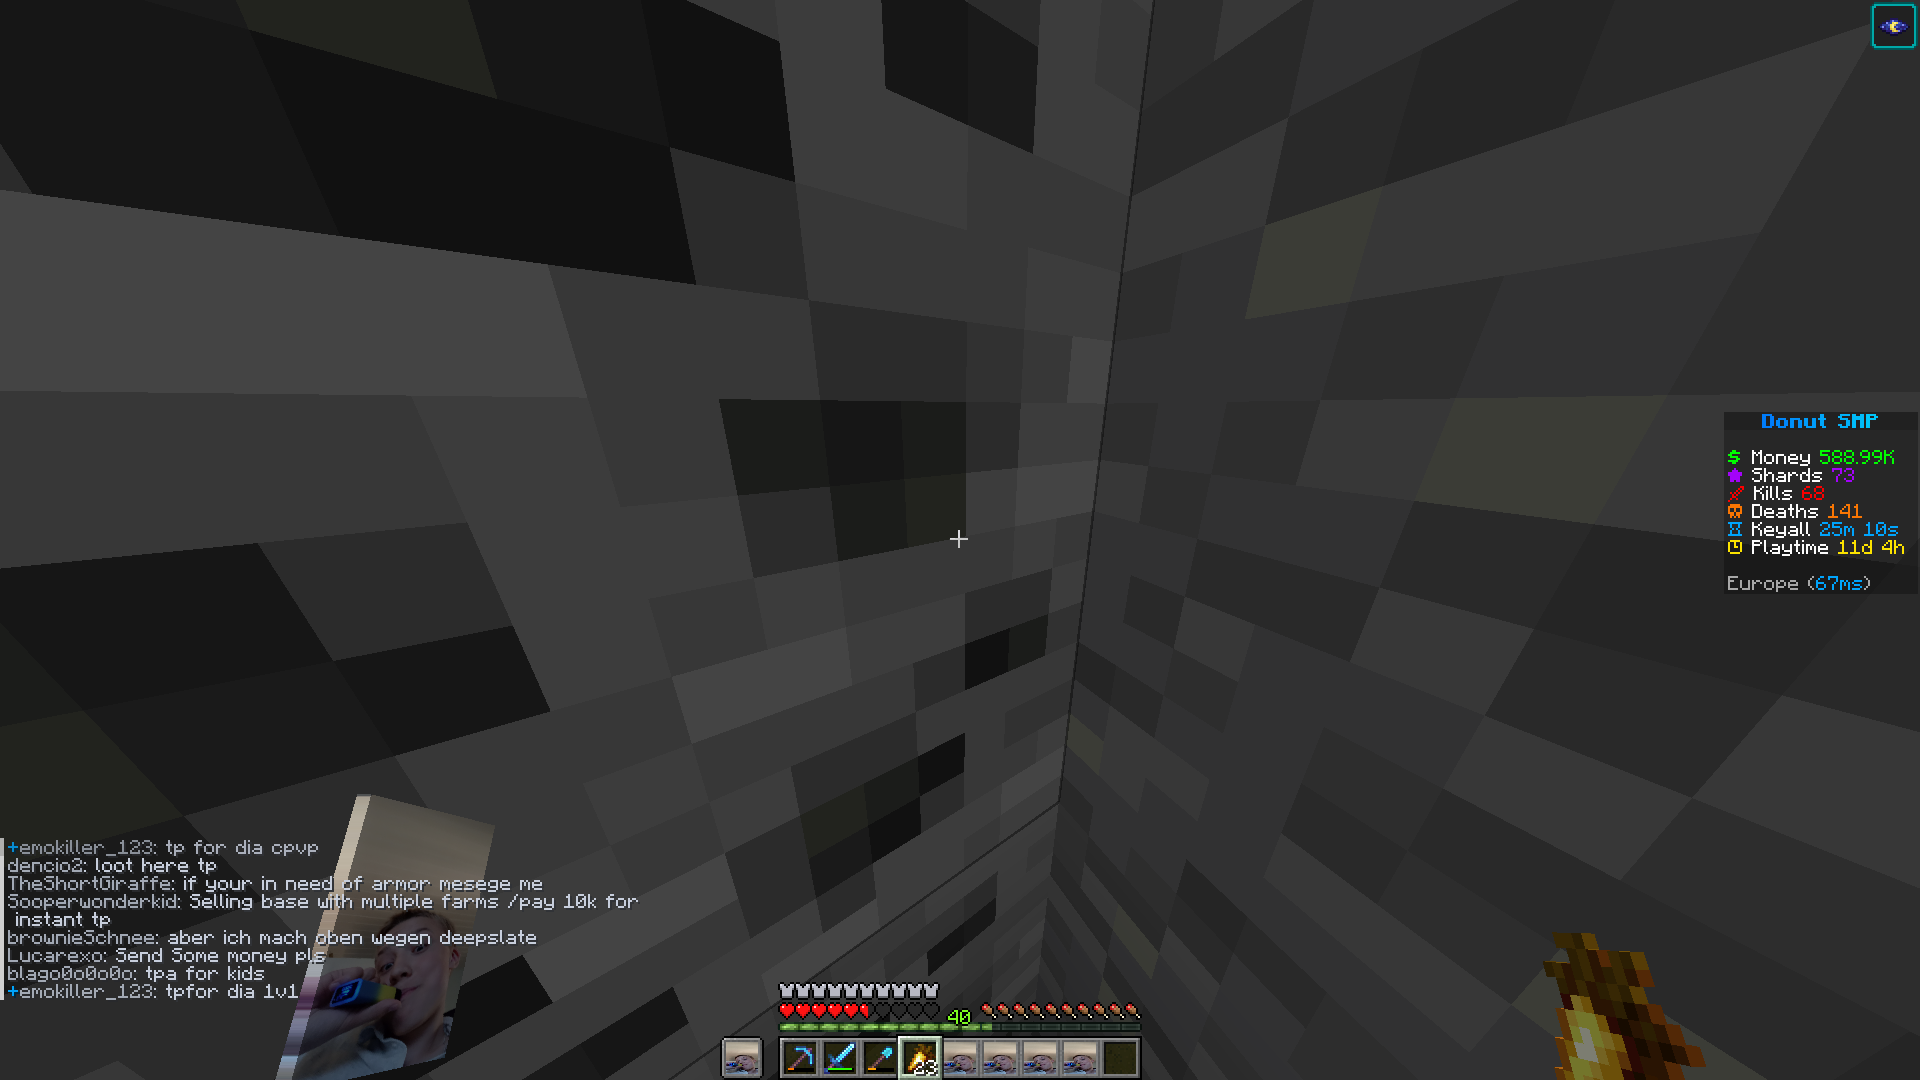 Donut SMP
Money 588.99K
Shards 73
Kills 68
Deaths 141
Keyall 25m 10s
Playtime 11d 4h
Europe (67ms)
+emokiller_123: tp for dia cpvp
dencio2: loot here tp
TheShortGiraffe: if your in need of armor mesege me
Sooperwonderkid: Selling base with multiple farms /pay 10k for
instant tp
brownieSchnee: aber ich mach oben wegen deepslate
Lucarexo: Send Some money pls
blago0o0o0o: tpa for kids
+emokiller_123: tpfor dia 1v1
40
23